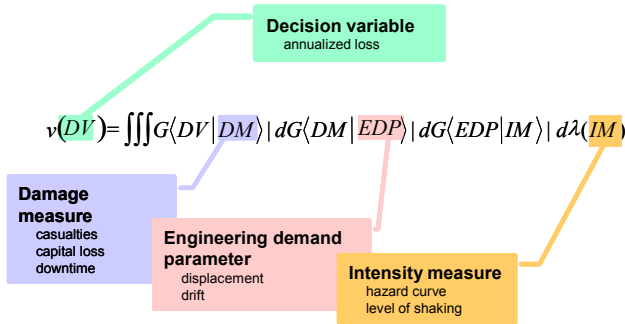 Decision variable
annualized loss
v(DV)=∭G⟨DV|DM⟩|dG⟨DM|EDP⟩|dG⟨EDP|IM⟩|dλ(IM)
Damage
measure
casualties
capital loss
downtime
Engineering demand
parameter
displacement
drift
Intensity measure
hazard curve
level of shaking